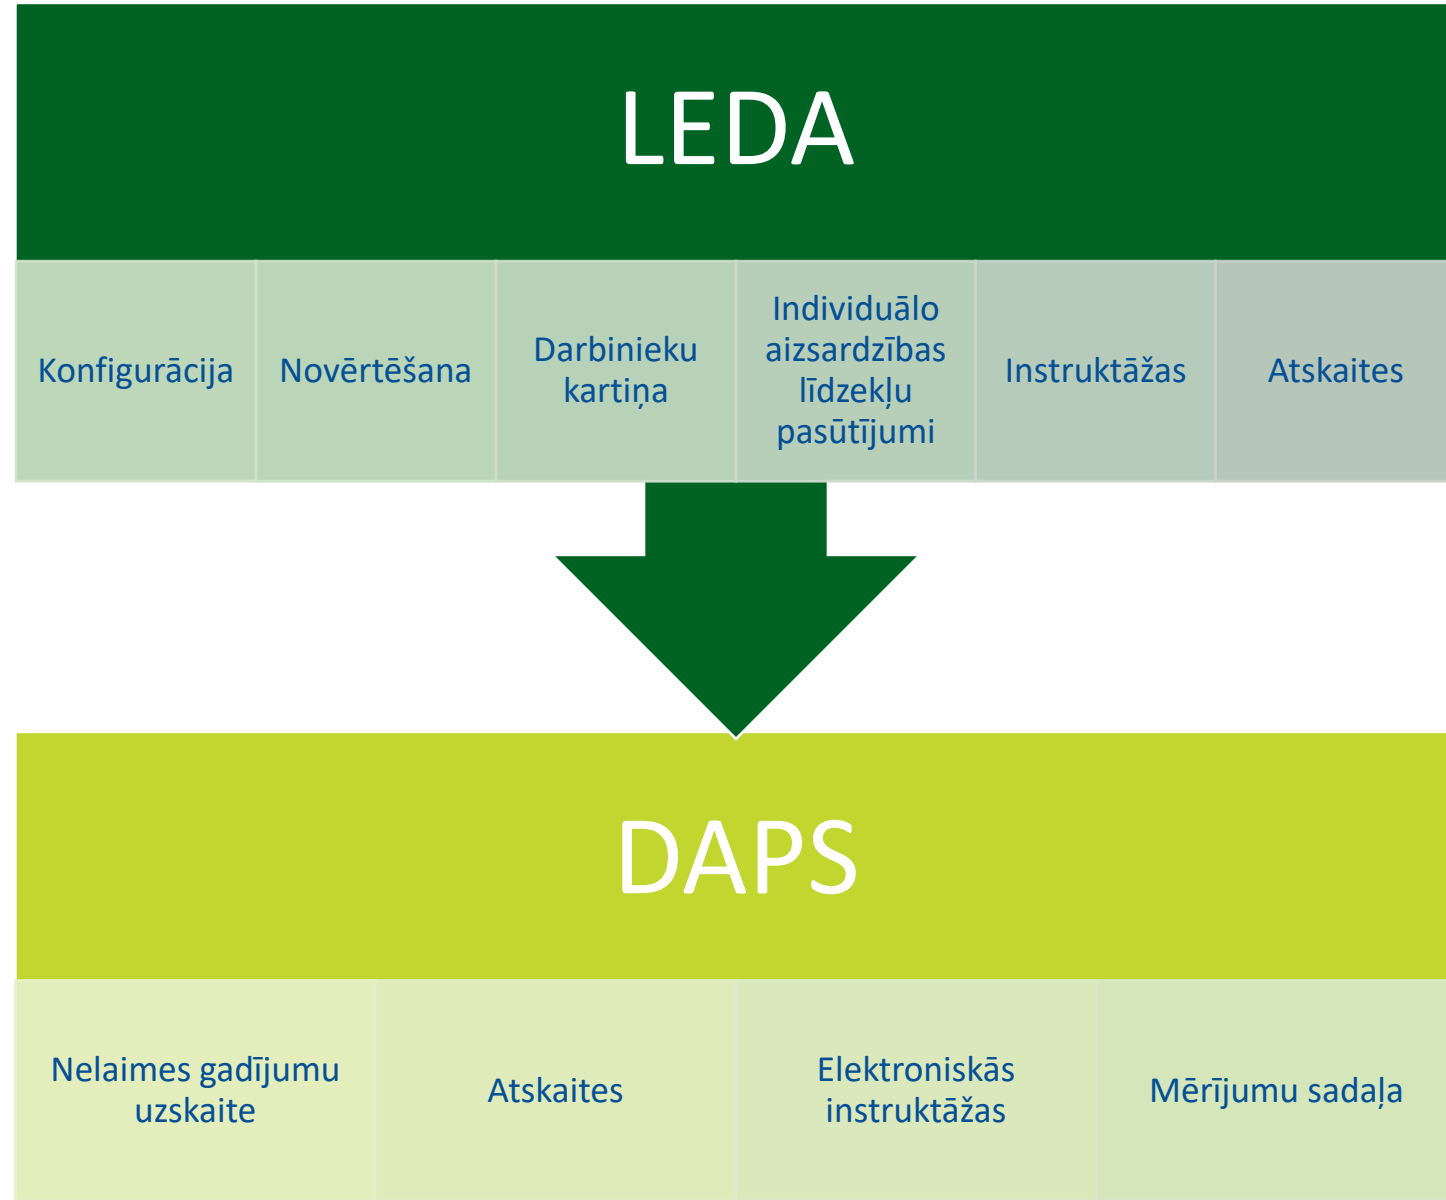 LEDA
Konfigurācija
Novērtēšana
Darbinieku
kartiņa
Individuālo
aizsardzības
līdzekļu
pasūtījumi
Instruktāžas
Atskaites
DAPS
Nelaimes gadījumu
uzskaite
Atskaites
Elektroniskās
instruktāžas
Mērījumu sadaļa